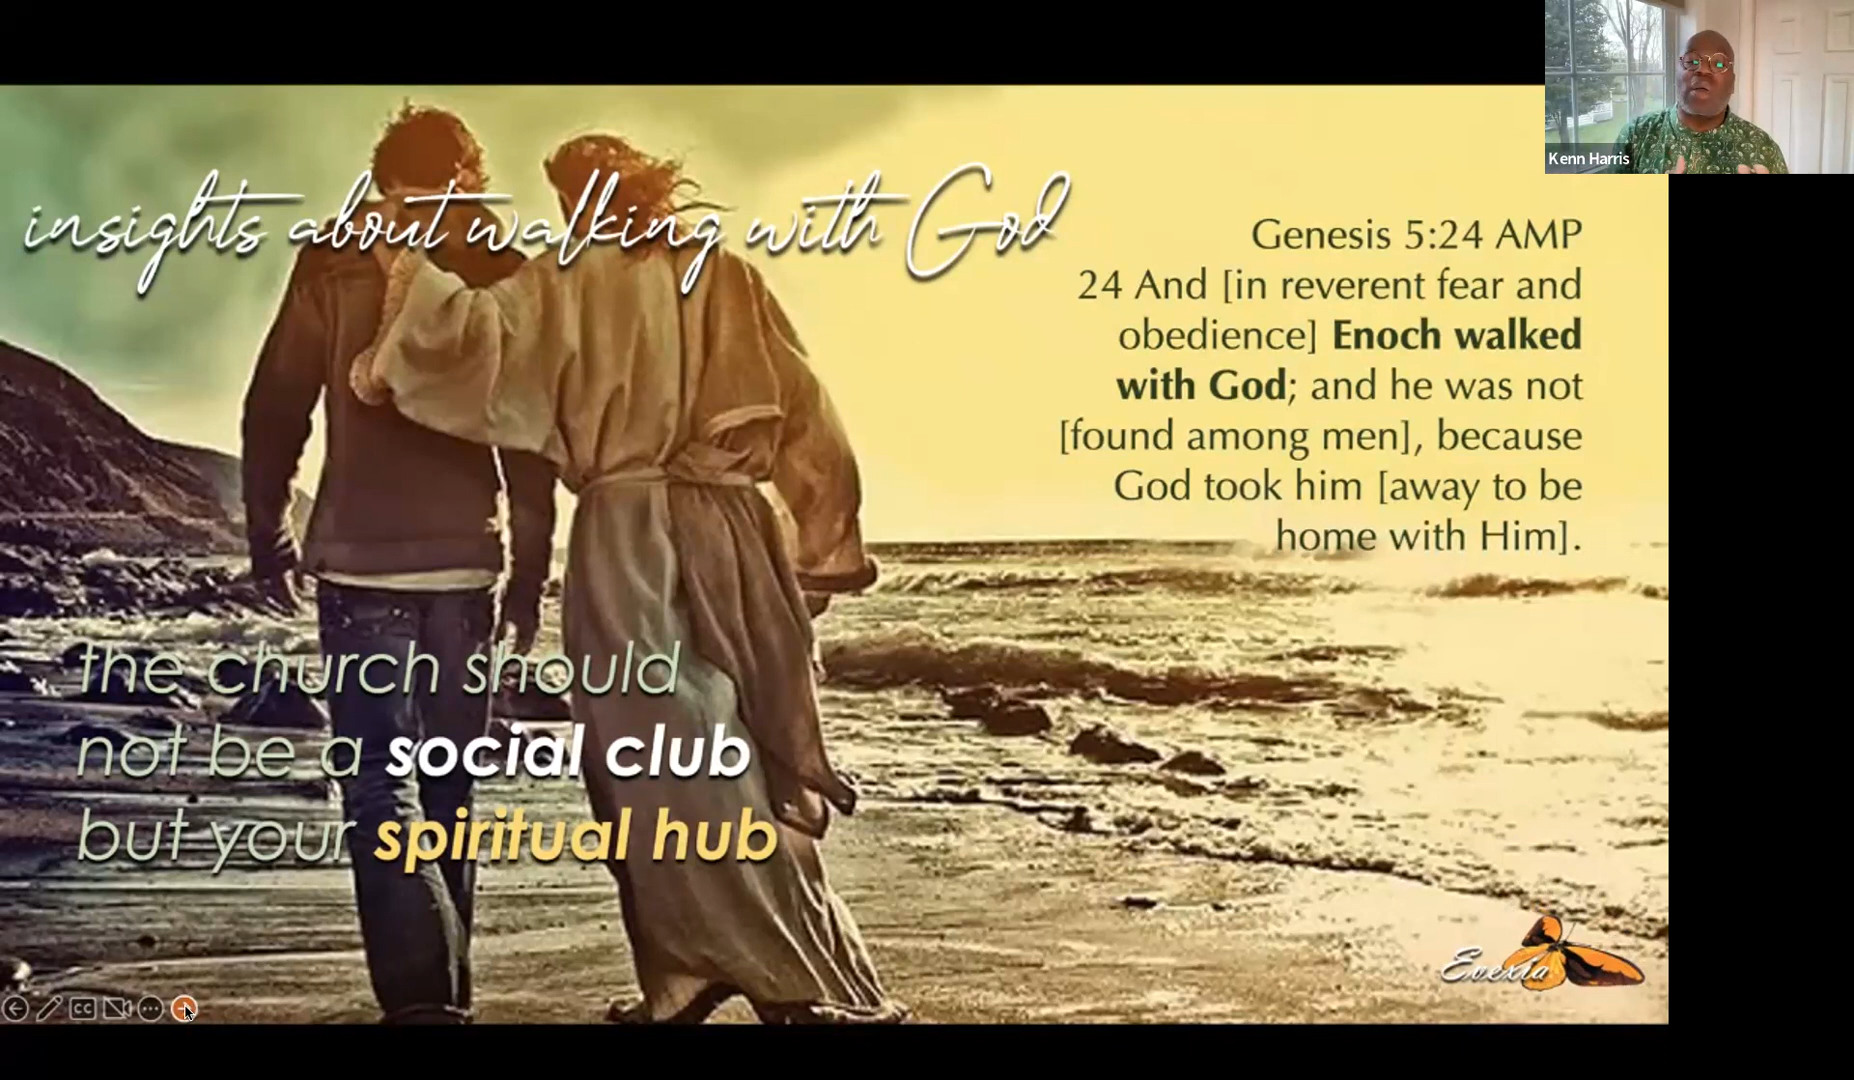 Kenn Harris
insights about walking with God
Genesis 5:24 AMP
24 And [in reverent fear and
obedience] Enoch walked
with God; and he was not
[found among men], because
God took him [away to be
home with Him].
the church should
not be a social club
but your spiritual hub
Evexia
CC